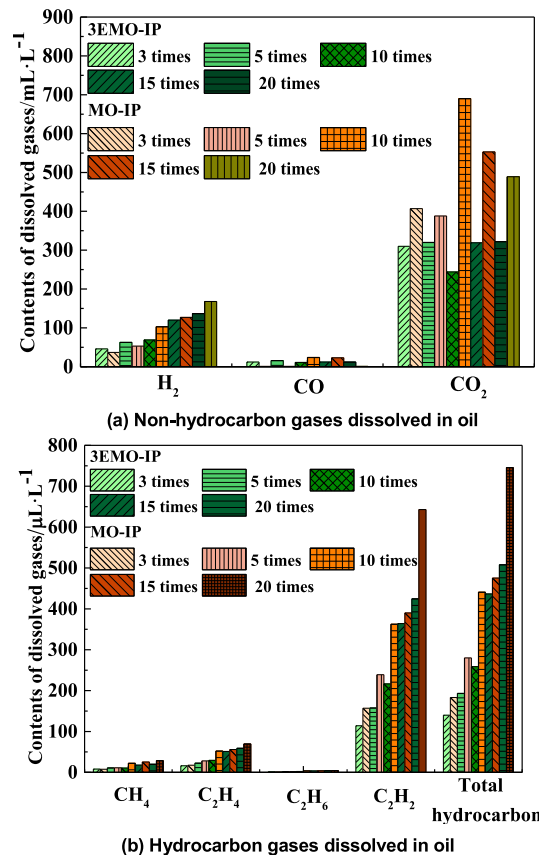 Contents of dissolved gases/mL·L⁻¹
900
800
700
600
500
400
300
200
100
0
3EMO-IP
3 times 5 times 10 times
15 times 20 times
MO-IP
3 times 5 times 10 times
15 times 20 times
H₂ CO CO₂
(a) Non-hydrocarbon gases dissolved in oil
Contents of dissolved gases/μL·L⁻¹
800
700
600
500
400
300
200
100
0
3EMO-IP
3 times 5 times 10 times
15 times 20 times
MO-IP
3 times 5 times 10 times
15 times 20 times
CH₄ C₂H₄ C₂H₆ C₂H₂ Total
hydrocarbon
(b) Hydrocarbon gases dissolved in oil